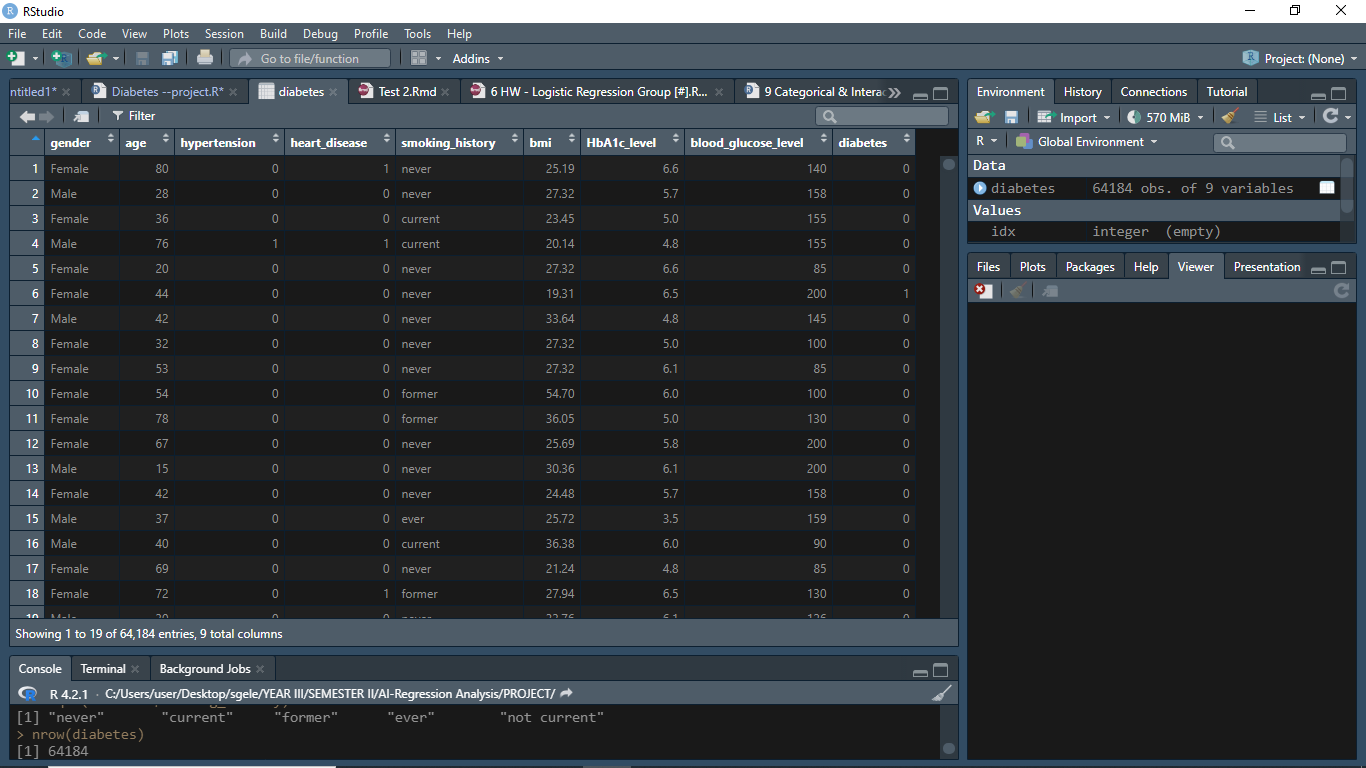 RStudio
File Edit Code View Plots Session Build Debug Profile Tools Help
Go to file/function Addins Project: (None)
ntitled1* Diabetes --project.R* diabetes Test 2.Rmd 6 HW - Logistic Regression Group [#].R... 9 Categorical & Intera
Filter
gender age hypertension heart_disease smoking_history bmi HbA1c_level blood_glucose_level diabetes
1 Female 80 0 1 never 25.19 6.6 140 0
2 Male 28 0 0 never 27.32 5.7 158 0
3 Female 36 0 0 current 23.45 5.0 155 0
4 Male 76 1 1 current 20.14 4.8 155 0
5 Female 20 0 0 never 27.32 6.6 85 0
6 Female 44 0 0 never 19.31 6.5 200 1
7 Male 42 0 0 never 33.64 4.8 145 0
8 Female 32 0 0 never 27.32 5.0 100 0
9 Female 53 0 0 never 27.32 6.1 85 0
10 Female 54 0 0 former 54.70 6.0 100 0
11 Female 78 0 0 former 36.05 5.0 130 0
12 Female 67 0 0 never 25.69 5.8 200 0
13 Male 15 0 0 never 30.36 6.1 200 0
14 Female 42 0 0 never 24.48 5.7 158 0
15 Male 37 0 0 ever 25.72 3.5 159 0
16 Male 40 0 0 current 36.38 6.0 90 0
17 Female 69 0 0 never 21.24 4.8 85 0
18 Female 72 0 1 former 27.94 6.5 130 0
Showing 1 to 19 of 64,184 entries, 9 total columns
Console Terminal Background Jobs
R 4.2.1 · C:/Users/user/Desktop/sgele/YEAR III/SEMESTER II/AI-Regression Analysis/PROJECT/
[1] "never" "current" "former" "ever" "not current"
> nrow(diabetes)
[1] 64184
Environment History Connections Tutorial
Import 570 MiB List
R Global Environment
Data
diabetes 64184 obs. of 9 variables
Values
idx integer (empty)
Files Plots Packages Help Viewer Presentation